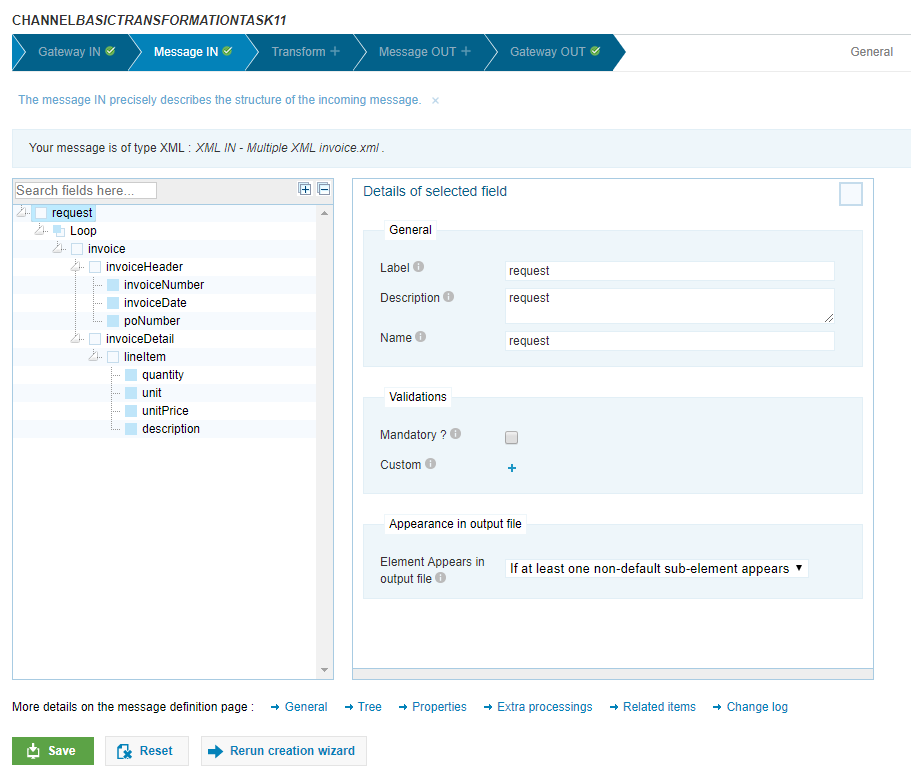 CHANNELBASICTRANSFORMATIONTASK11
Gateway IN Message IN Transform Message OUT Gateway OUT General
The message IN precisely describes the structure of the incoming message. ×
Your message is of type XML : XML IN - Multiple XML invoice.xml .
Search fields here...
request
Loop
invoice
invoiceHeader
invoiceNumber
invoiceDate
poNumber
invoiceDetail
lineItem
quantity
unit
unitPrice
description
Details of selected field
General
Label request
Description request
Name request
Validations
Mandatory ?
Custom
Appearance in output file
Element Appears in
output file If at least one non-default sub-element appears
More details on the message definition page : General Tree Properties Extra processings Related items Change log
Save Reset Rerun creation wizard